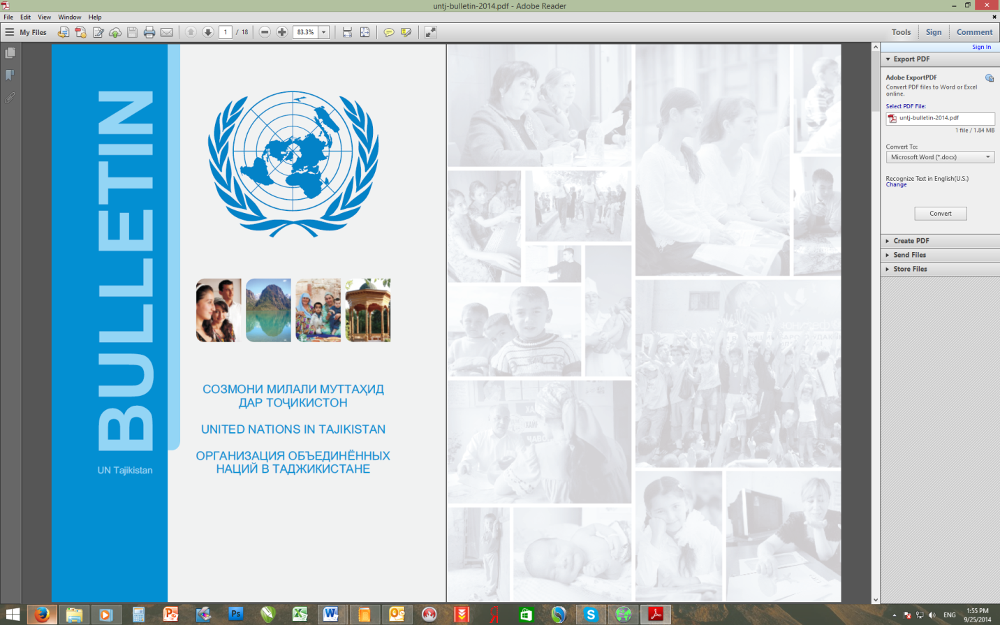 untj-bulletin-2014.pdf - Adobe Reader
File Edit View Window Help
My Files
1 / 18
83.3%
Tools Sign Comment
Sign In
Export PDF
Adobe ExportPDF
Convert PDF files to Word or Excel
online.
Select PDF File:
untj-bulletin-2014.pdf
1 file / 1.84 MB
Convert To:
Microsoft Word (*.docx)
Recognize Text in English(U.S.)
Change
Convert
Create PDF
Send Files
Store Files
BULLETIN
UN Tajikistan
СОЗМОНИ МИЛАЛИ МУТТАҲИД
ДАР ТОҶИКИСТОН
UNITED NATIONS IN TAJIKISTAN
ОРГАНИЗАЦИЯ ОБЪЕДИНЁННЫХ
НАЦИЙ В ТАДЖИКИСТАНЕ
ENG
1:55 PM
9/25/2014